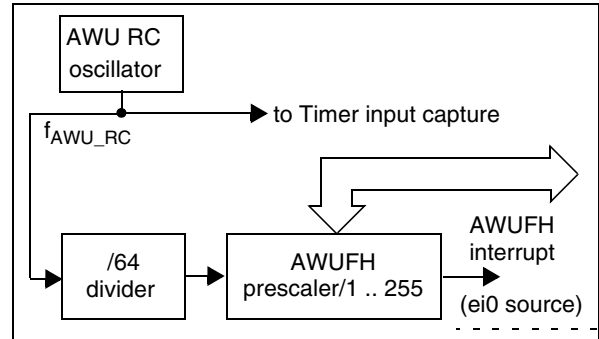 AWU RC
oscillator
to Timer input capture
fAWU_RC
AWUFH
interrupt
/64
divider
AWUFH
prescaler/1 .. 255
(ei0 source)